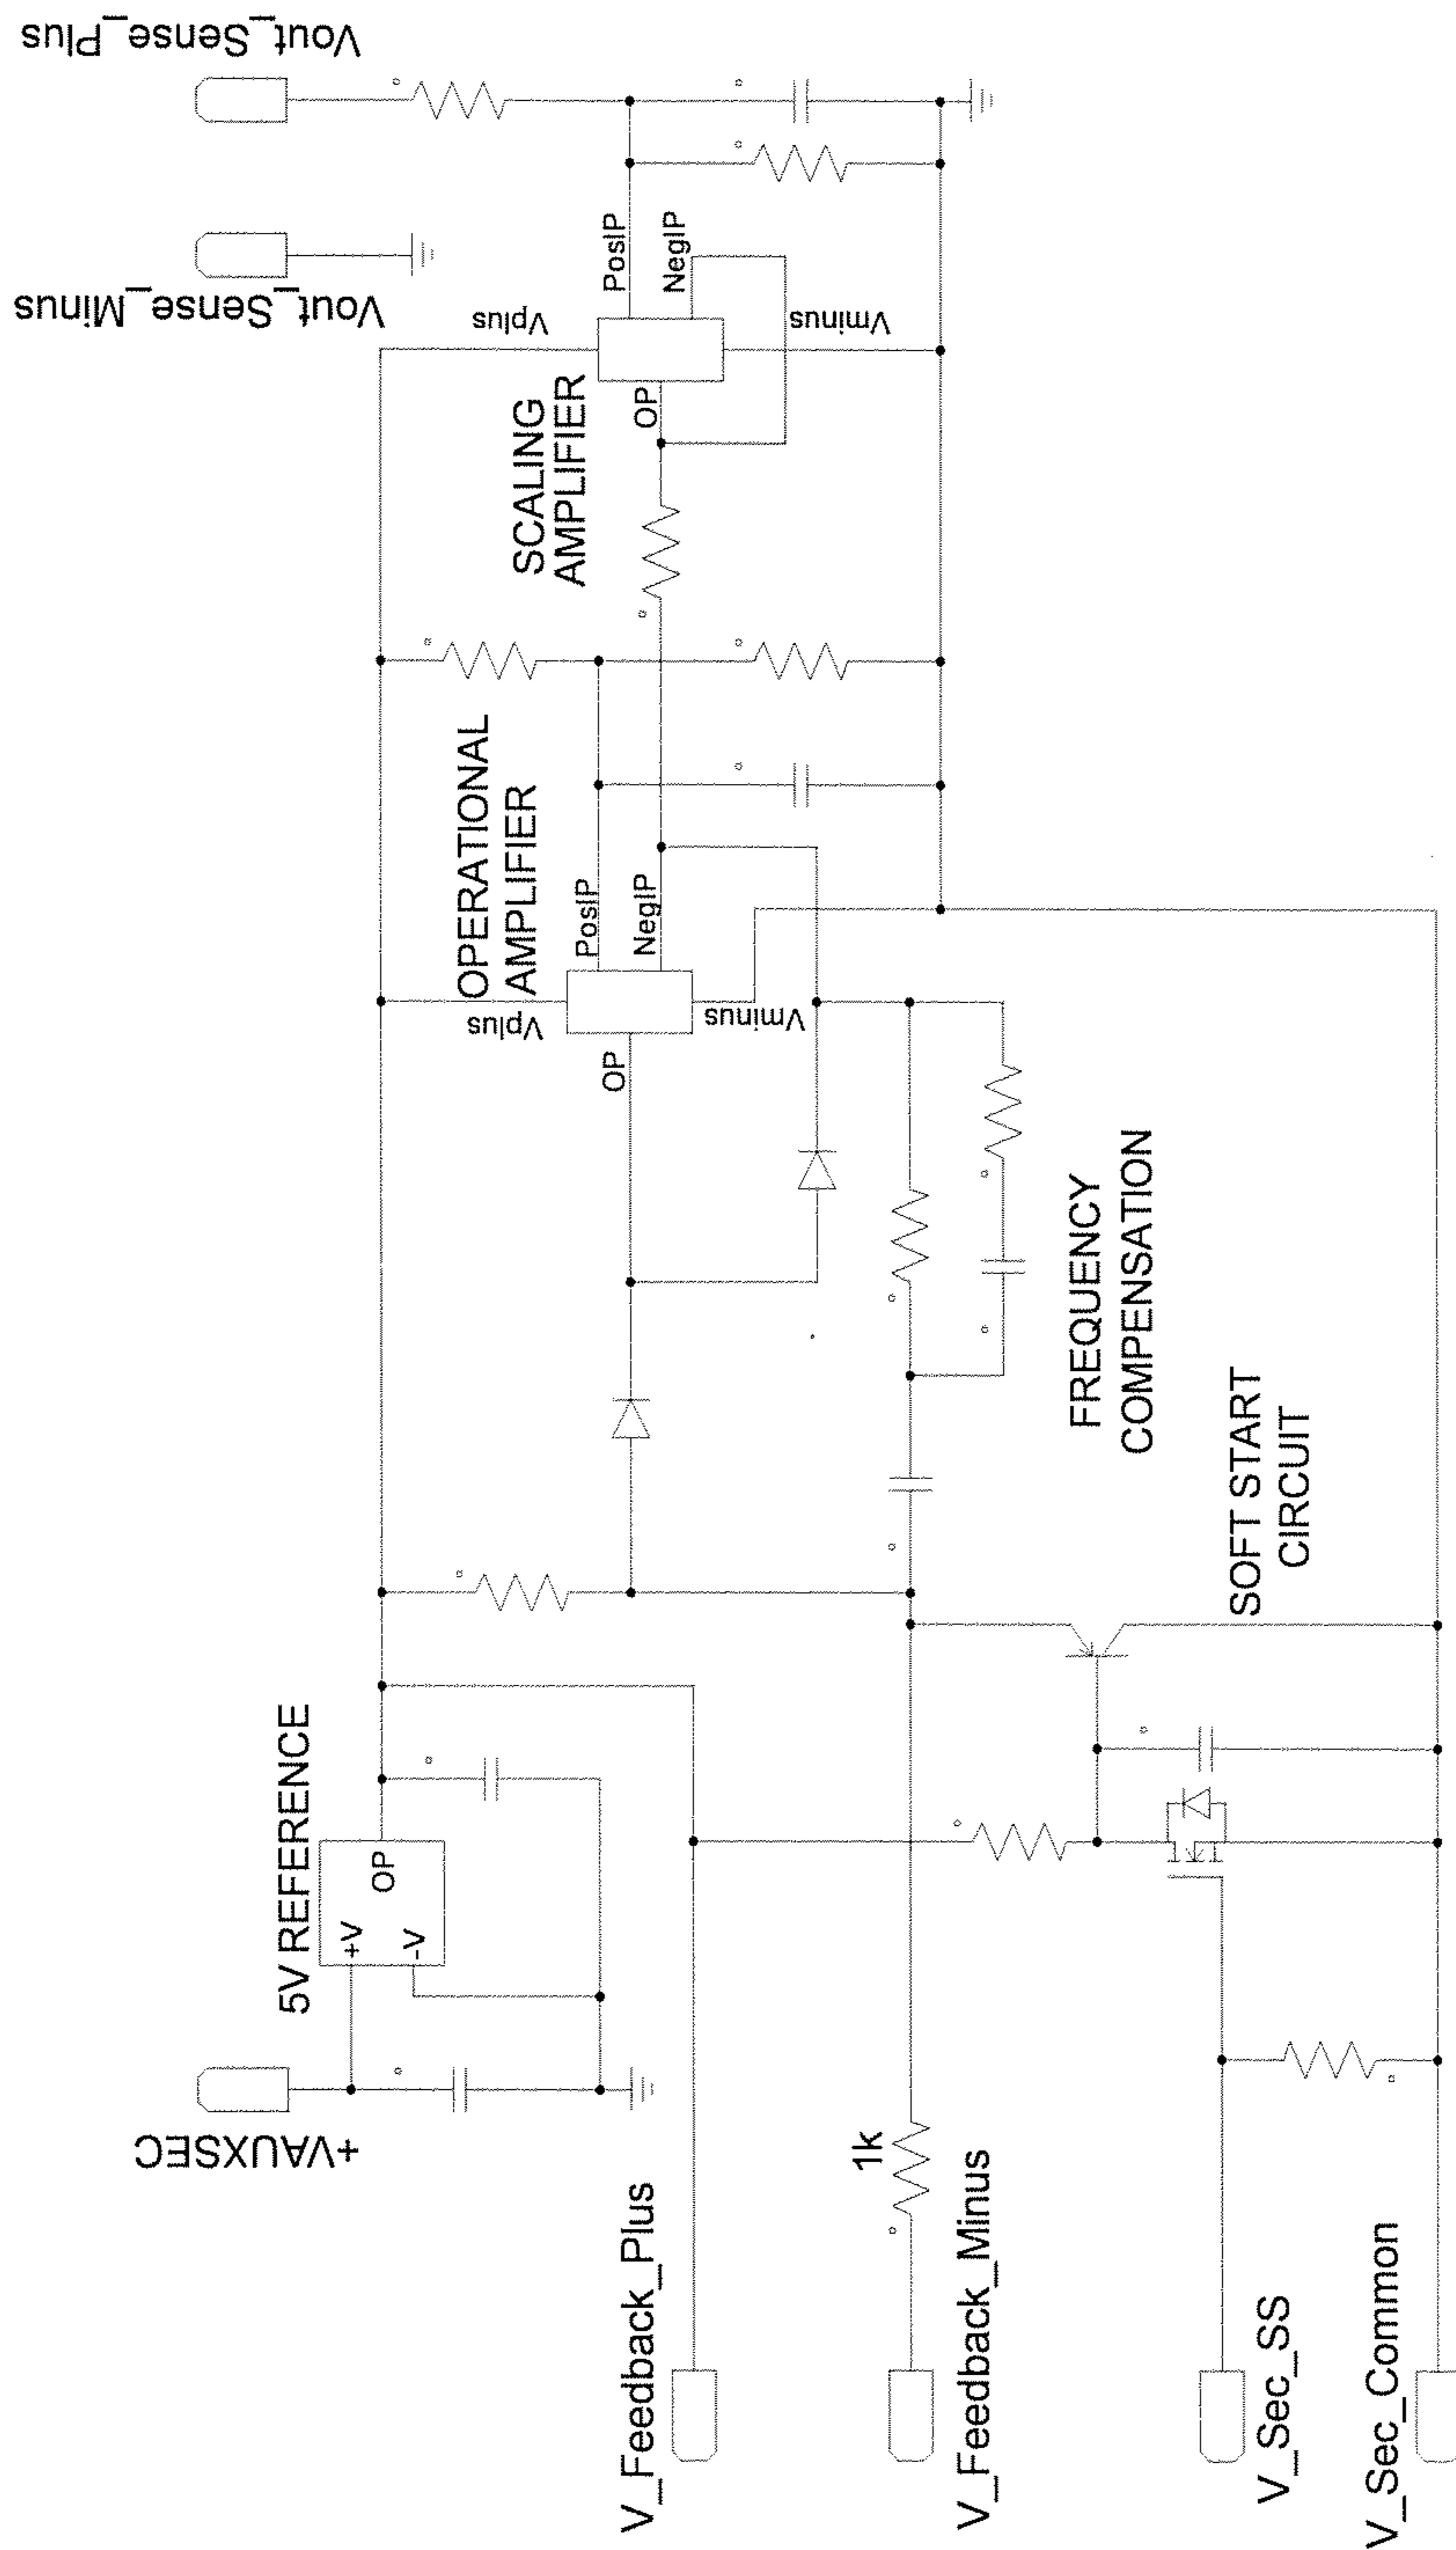 Vout_Sense_Plus
Vout_Sense_Minus
Vplus
PosIP
NegIP
Vminus
OP
SCALING
AMPLIFIER
OPERATIONAL
AMPLIFIER
PosIP
NegIP
Vplus
Vminus
OP
FREQUENCY
COMPENSATION
SOFT START
CIRCUIT
5V REFERENCE
OP
+V
-V
+VAUXSEC
1k
V_Feedback_Plus
V_Feedback_Minus
V_Sec_SS
V_Sec_Common